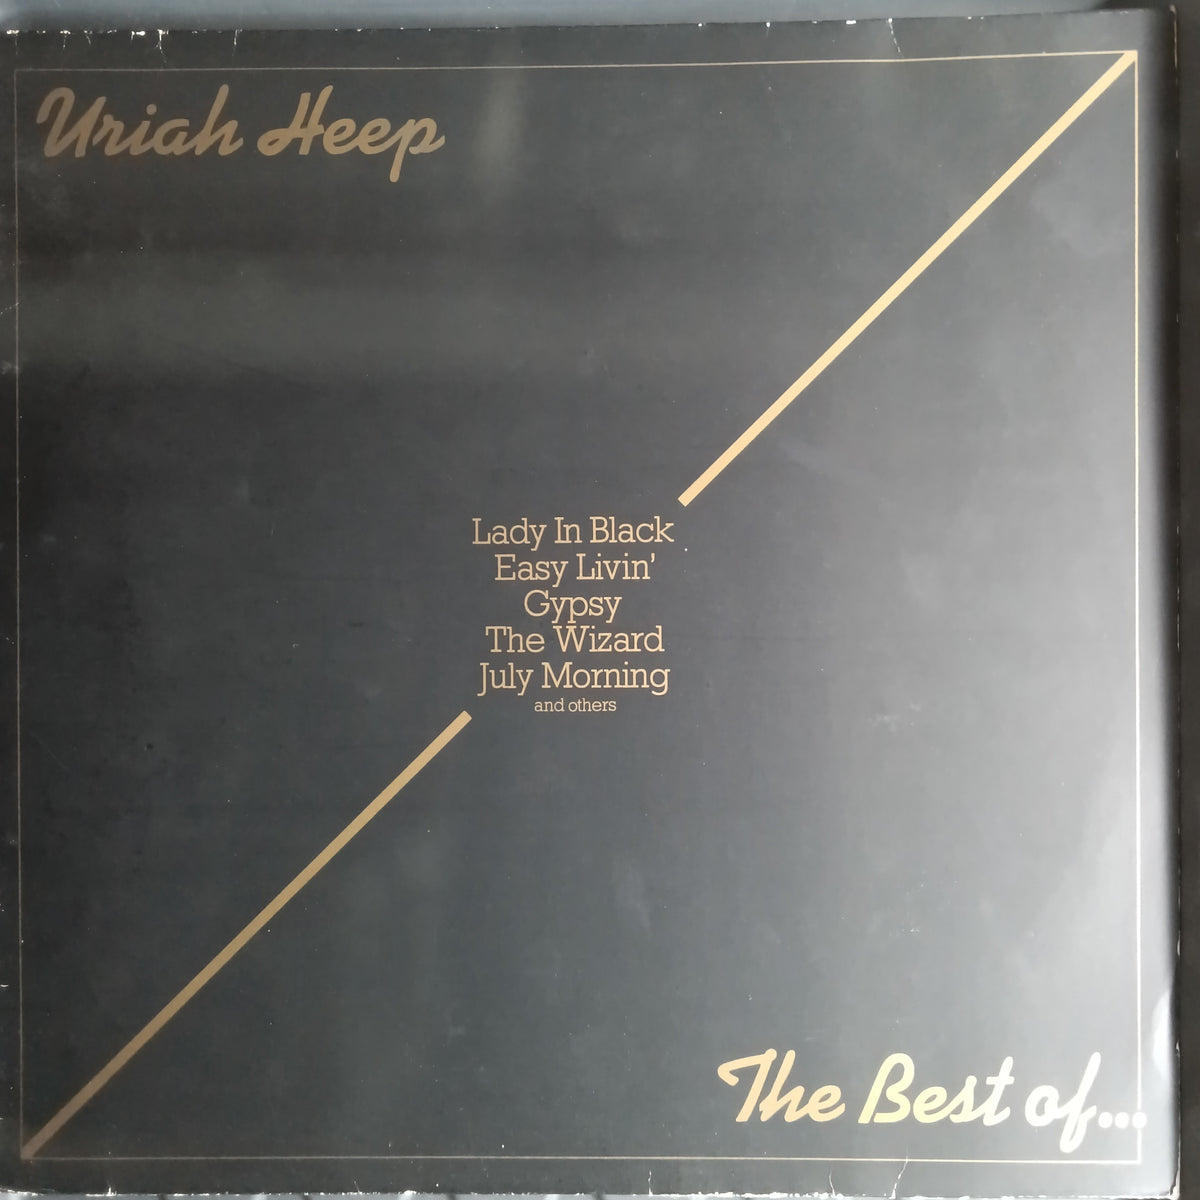 Uriah Heep
Lady In Black
Easy Livin'
Gypsy
The Wizard
July Morning
and others
The Best of...